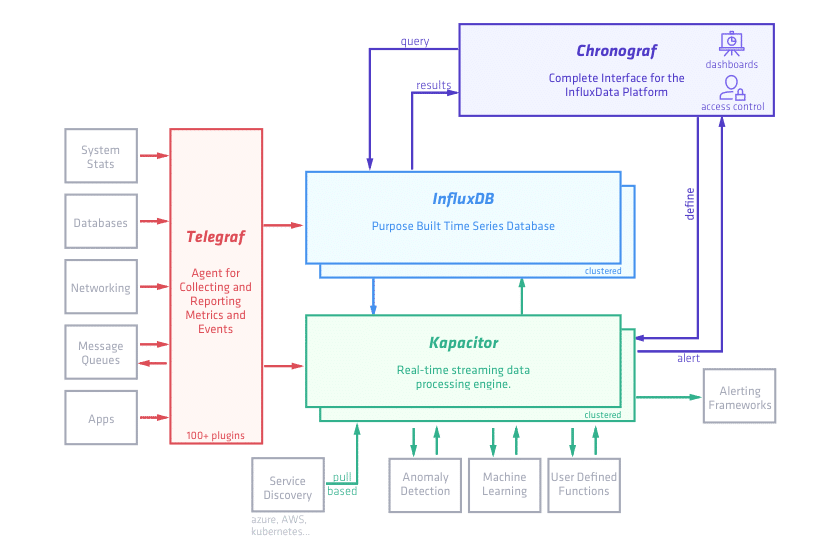 query
results
Chronograf
Complete Interface for the
InfluxData Platform
dashboards
access control
System
Stats
Databases
Networking
Message
Queues
Apps
Telegraf
Agent for
Collecting and
Reporting
Metrics and
Events
100+ plugins
InfluxDB
Purpose Built Time Series Database
clustered
define
Kapacitor
Real-time streaming data
processing engine.
clustered
alert
Alerting
Frameworks
Service
Discovery
azure, AWS,
kubernetes...
pull
based
Anomaly
Detection
Machine
Learning
User Defined
Functions